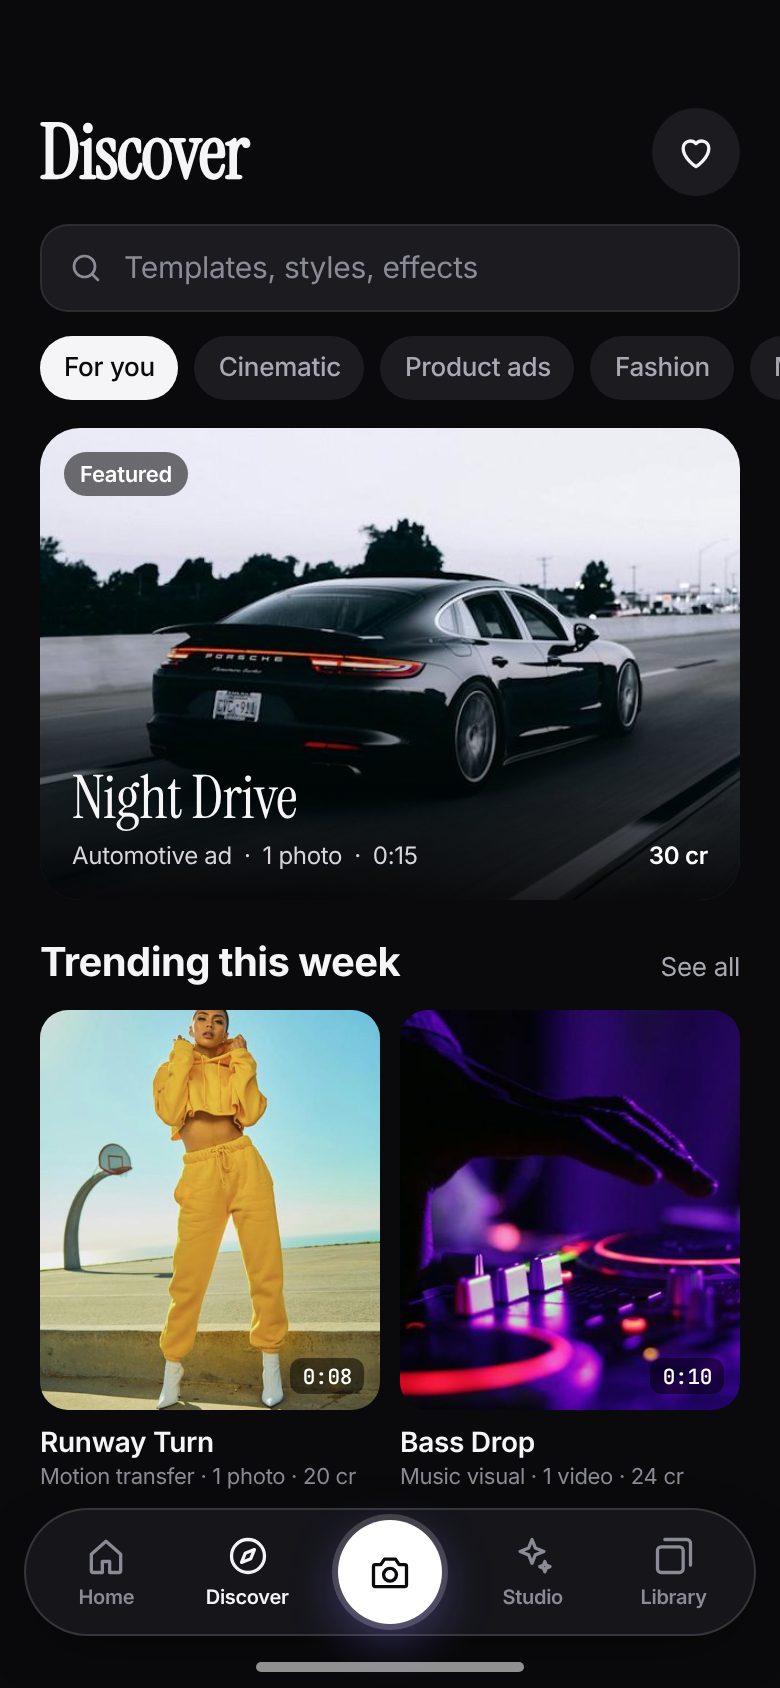 Discover
Templates, styles, effects
For you
Cinematic
Product ads
Fashion
Featured
PORSCHE
Night Drive
Automotive ad · 1 photo · 0:15
30 cr
Trending this week
See all
0:08
0:10
Runway Turn
Bass Drop
Motion transfer · 1 photo · 20 cr
Music visual · 1 video · 24 cr
Home
Discover
Studio
Library